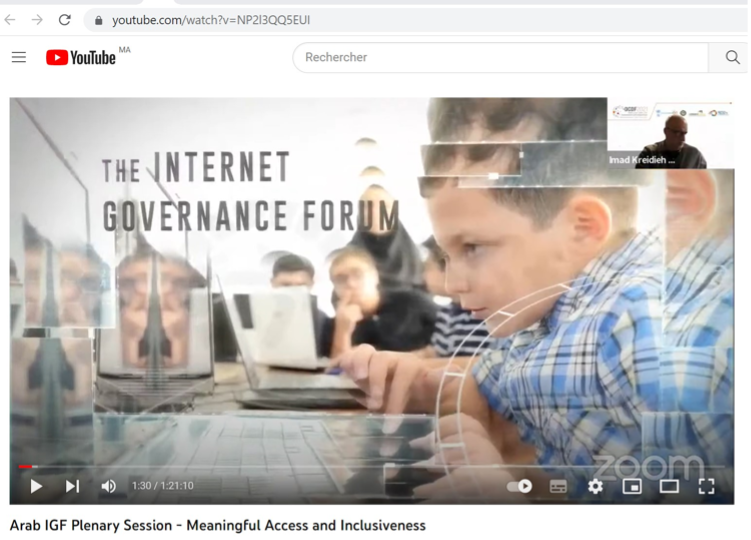 youtube.com/watch?v=NP2I3QQ5EUI
YouTube MA
Rechercher
Imad Kreidieh ...
THE INTERNET
GOVERNANCE FORUM
zoom
1:30 / 1:21:10
Arab IGF Plenary Session - Meaningful Access and Inclusiveness